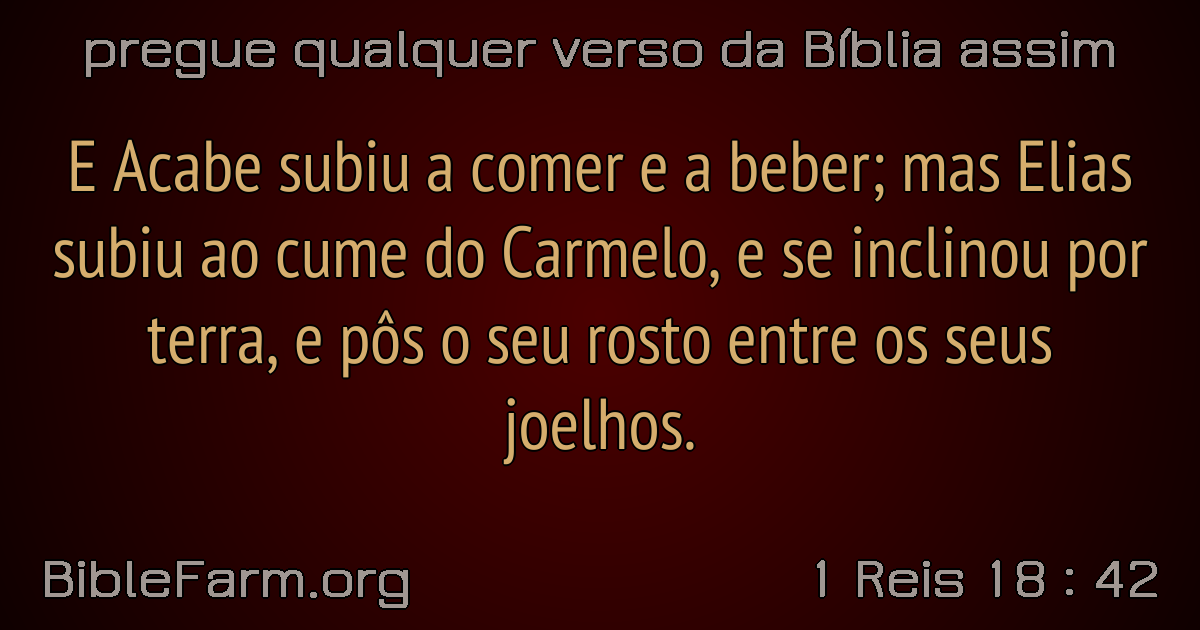 pregue qualquer verso da Bíblia assim
E Acabe subiu a comer e a beber; mas Elias
subiu ao cume do Carmelo, e se inclinou por
terra, e pôs o seu rosto entre os seus
joelhos.
BibleFarm.org
1 Reis 18 : 42